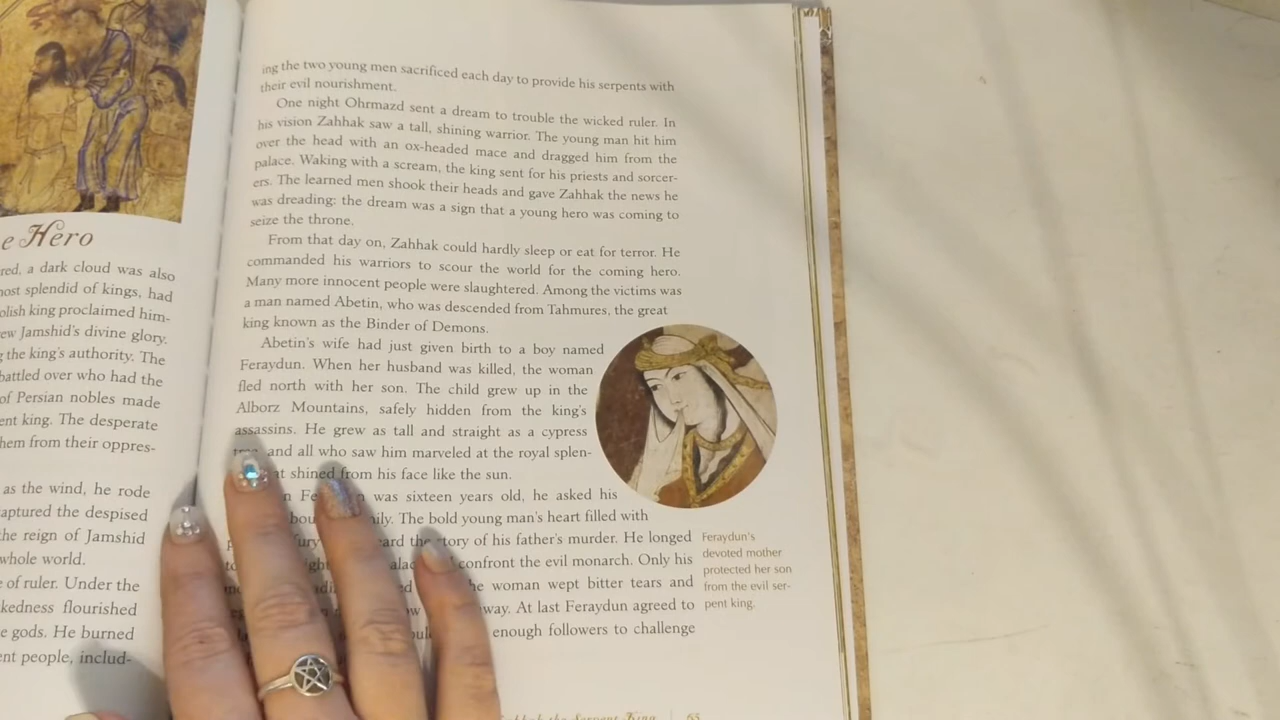 e Hero
red, a dark cloud was also
most splendid of kings, had
olish king proclaimed him-
ew Jamshid's divine glory.
g the king's authority. The
battled over who had the
of Persian nobles made
ent king. The desperate
hem from their oppres-
as the wind, he rode
aptured the despised
the reign of Jamshid
whole world.
e of ruler. Under the
kedness flourished
e gods. He burned
ent people, includ-
ing the two young men sacrificed each day to provide his serpents with
their evil nourishment.
One night Ohrmazd sent a dream to trouble the wicked ruler. In
his vision Zahhak saw a tall, shining warrior. The young man hit him
over the head with an ox-headed mace and dragged him from the
palace. Waking with a scream, the king sent for his priests and sorcer-
ers. The learned men shook their heads and gave Zahhak the news he
was dreading: the dream was a sign that a young hero was coming to
seize the throne.
From that day on, Zahhak could hardly sleep or eat for terror. He
commanded his warriors to scour the world for the coming hero.
Many more innocent people were slaughtered. Among the victims was
a man named Abetin, who was descended from Tahmures, the great
king known as the Binder of Demons.
Abetin's wife had just given birth to a boy named
Feraydun. When her husband was killed, the woman
fled north with her son. The child grew up in the
Alborz Mountains, safely hidden from the king's
assassins. He grew as tall and straight as a cypress
and all who saw him marveled at the royal splen-
at shined from his face like the sun.
was sixteen years old, he asked his
The bold young man's heart filled with
fury story of his father's murder. He longed
confront the evil monarch. Only his
he woman wept bitter tears and
away. At last Feraydun agreed to
enough followers to challenge
Feraydun's
devoted mother
protected her son
from the evil ser-
pent king.
Zahhak the Serpent King | 65